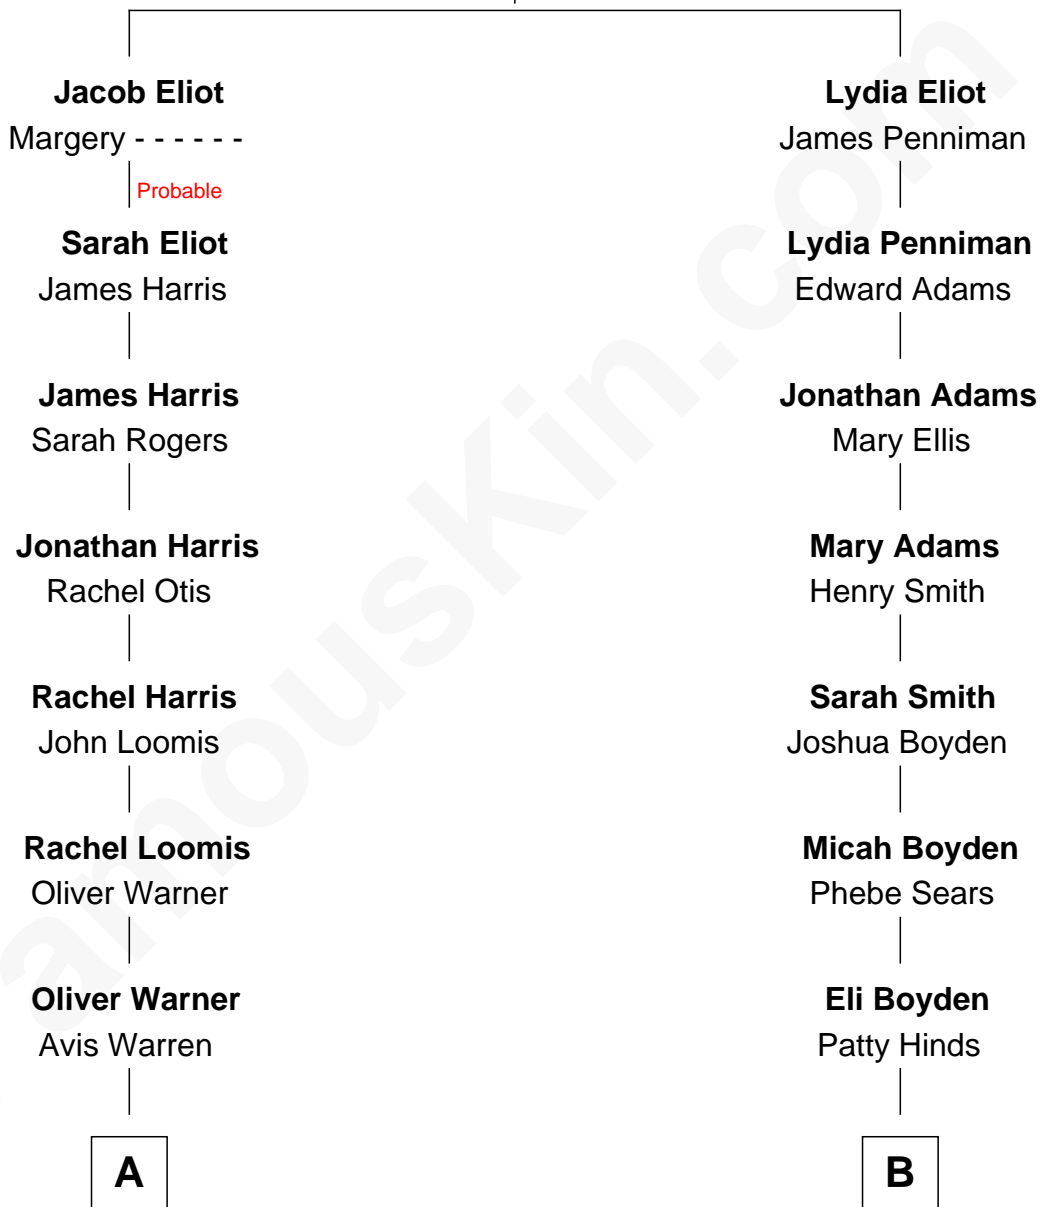 Jacob Eliot
Margery - - - - - -
Probable
Sarah Eliot
James Harris
James Harris
Sarah Rogers
Jonathan Harris
Rachel Otis
Rachel Harris
John Loomis
Rachel Loomis
Oliver Warner
Oliver Warner
Avis Warren
A
Lydia Eliot
James Penniman
Lydia Penniman
Edward Adams
Jonathan Adams
Mary Ellis
Mary Adams
Henry Smith
Sarah Smith
Joshua Boyden
Micah Boyden
Phebe Sears
Eli Boyden
Patty Hinds
B
amousKin.com